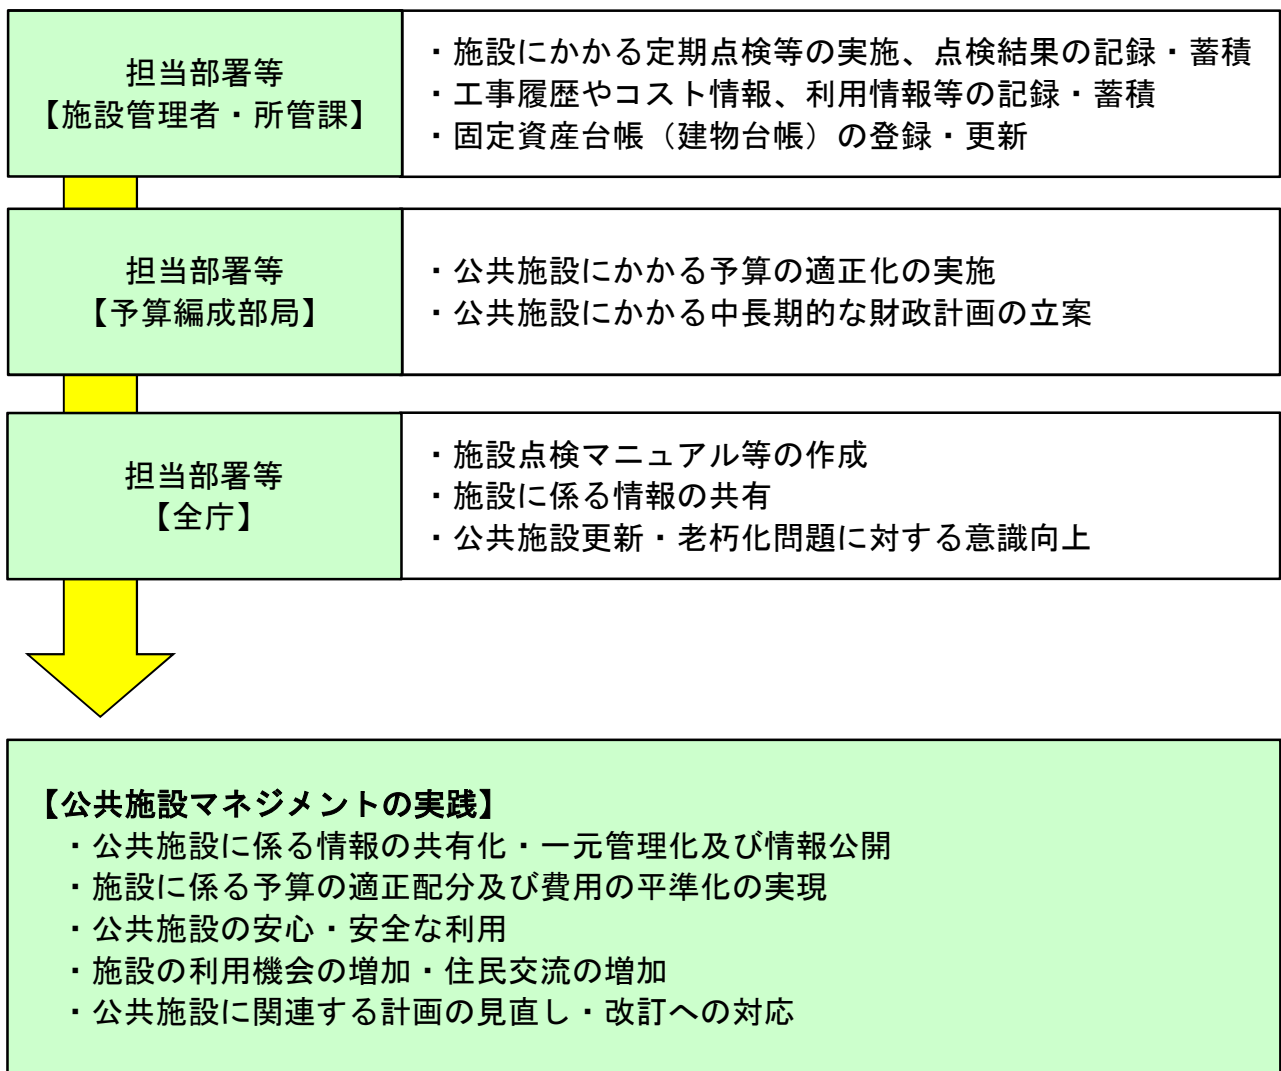 担当部署等
【施設管理者・所管課】
・施設にかかる定期点検等の実施、点検結果の記録・蓄積
・工事履歴やコスト情報、利用情報等の記録・蓄積
・固定資産台帳（建物台帳）の登録・更新
担当部署等
【予算編成部局】
・公共施設にかかる予算の適正化の実施
・公共施設にかかる中長期的な財政計画の立案
担当部署等
【全庁】
・施設点検マニュアル等の作成
・施設に係る情報の共有
・公共施設更新・老朽化問題に対する意識向上
【公共施設マネジメントの実践】
・公共施設に係る情報の共有化・一元管理化及び情報公開
・施設に係る予算の適正配分及び費用の平準化の実現
・公共施設の安心・安全な利用
・施設の利用機会の増加・住民交流の増加
・公共施設に関連する計画の見直し・改訂への対応